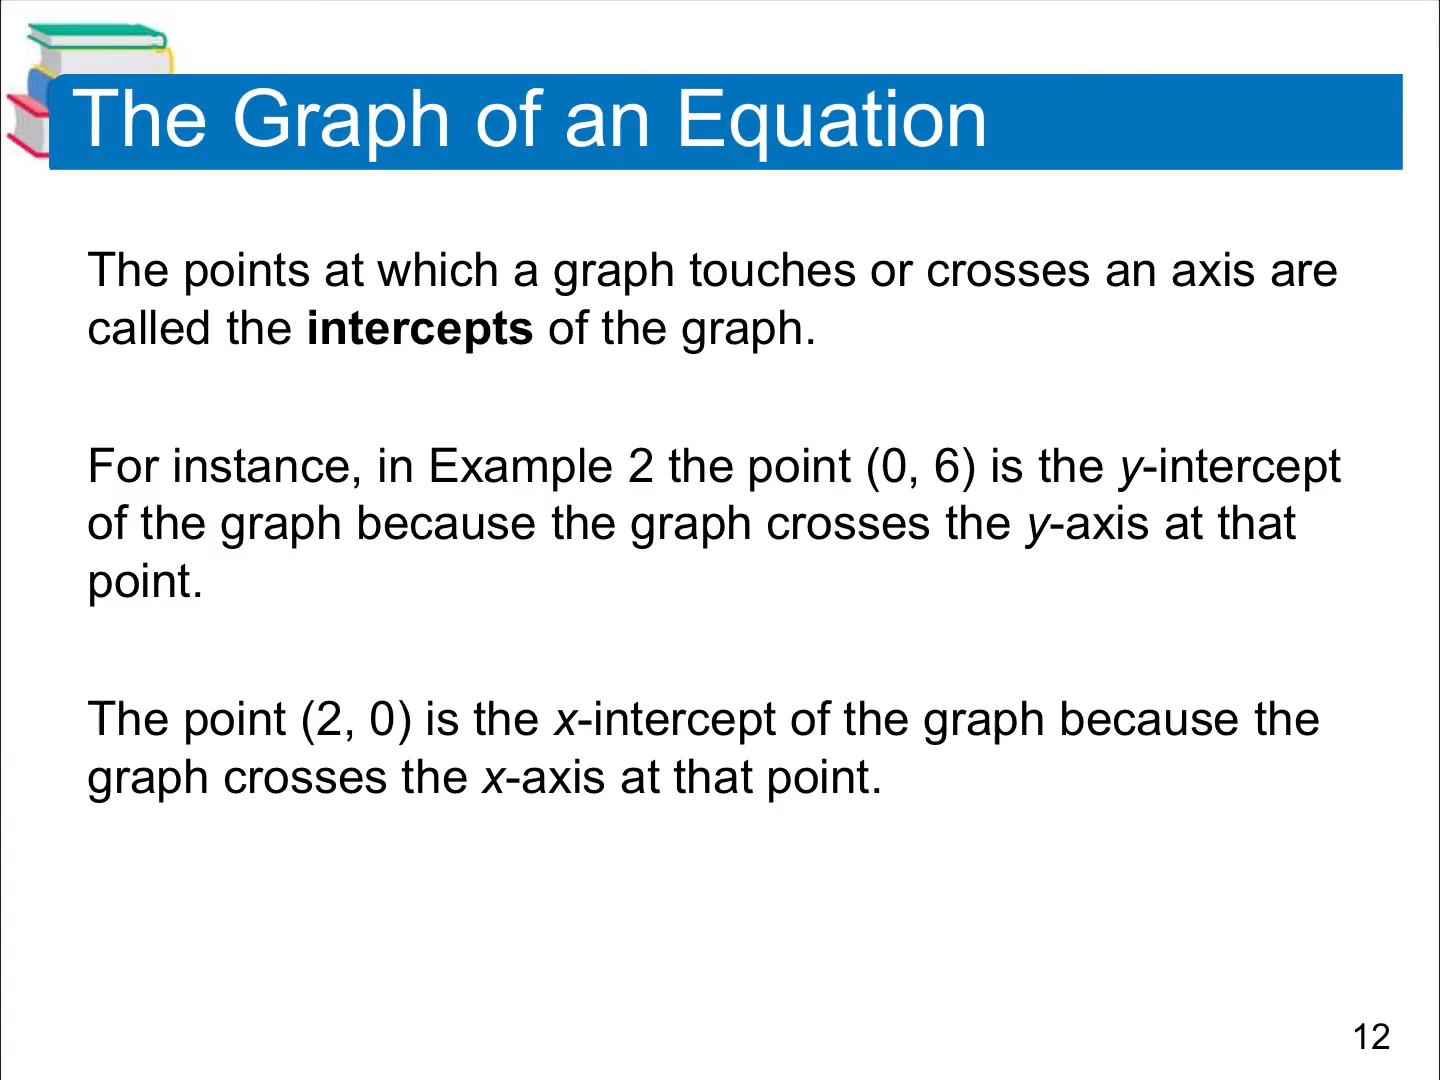 The Graph of an Equation
The points at which a graph touches or crosses an axis are
called the intercepts of the graph.
For instance, in Example 2 the point (0, 6) is the y-intercept
of the graph because the graph crosses the y-axis at that
point.
The point (2, 0) is the x-intercept of the graph because the
graph crosses the x-axis at that point.
12